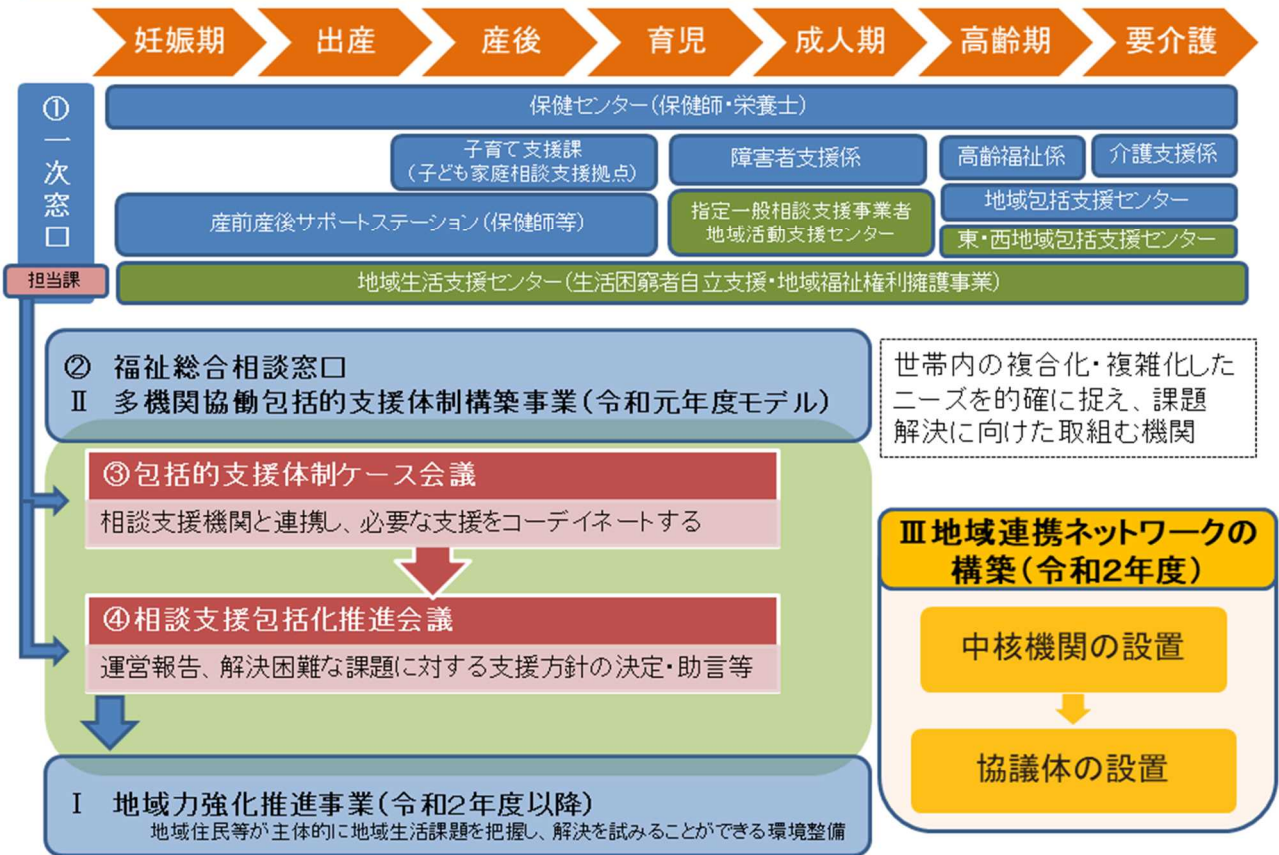 妊娠期
出産
産後
育児
成人期
高齢期
要介護
①一次窓口
担当課
保健センター(保健師・栄養士)
子育て支援課
(子ども家庭相談支援拠点)
障害者支援係
高齢福祉係
介護支援係
産前産後サポートステーション(保健師等)
指定一般相談支援事業者
地域活動支援センター
地域包括支援センター
東・西地域包括支援センター
地域生活支援センター(生活困窮者自立支援・地域福祉権利擁護事業)
② 福祉総合相談窓口
Ⅱ 多機関協働包括的支援体制構築事業(令和元年度モデル)
世帯内の複合化・複雑化した
ニーズを的確に捉え、課題
解決に向けた取組む機関
③包括的支援体制ケース会議
相談支援機関と連携し、必要な支援をコーデイネートする
④相談支援包括化推進会議
運営報告、解決困難な課題に対する支援方針の決定・助言等
Ⅰ 地域力強化推進事業(令和2年度以降)
地域住民等が主体的に地域生活課題を把握し、解決を試みることができる環境整備
Ⅲ地域連携ネットワークの
構築(令和2年度)
中核機関の設置
協議体の設置